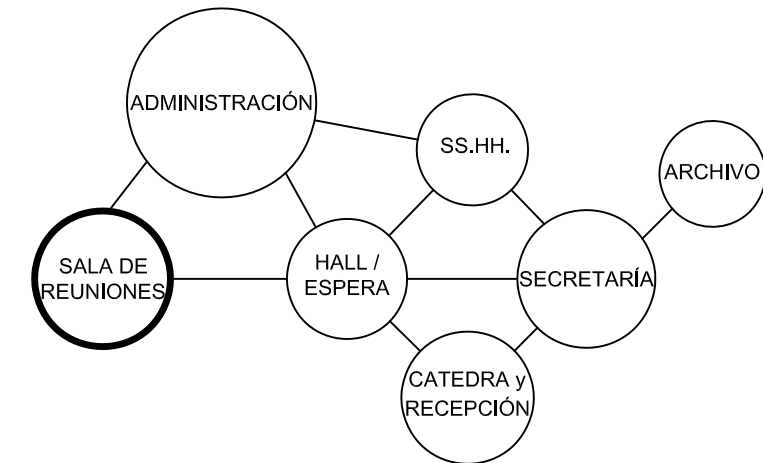 ADMINISTRACIÓN
SS.HH.
ARCHIVO
SALA DE
REUNIONES
HALL /
ESPERA
SECRETARÍA
CATEDRA y
RECEPCIÓN